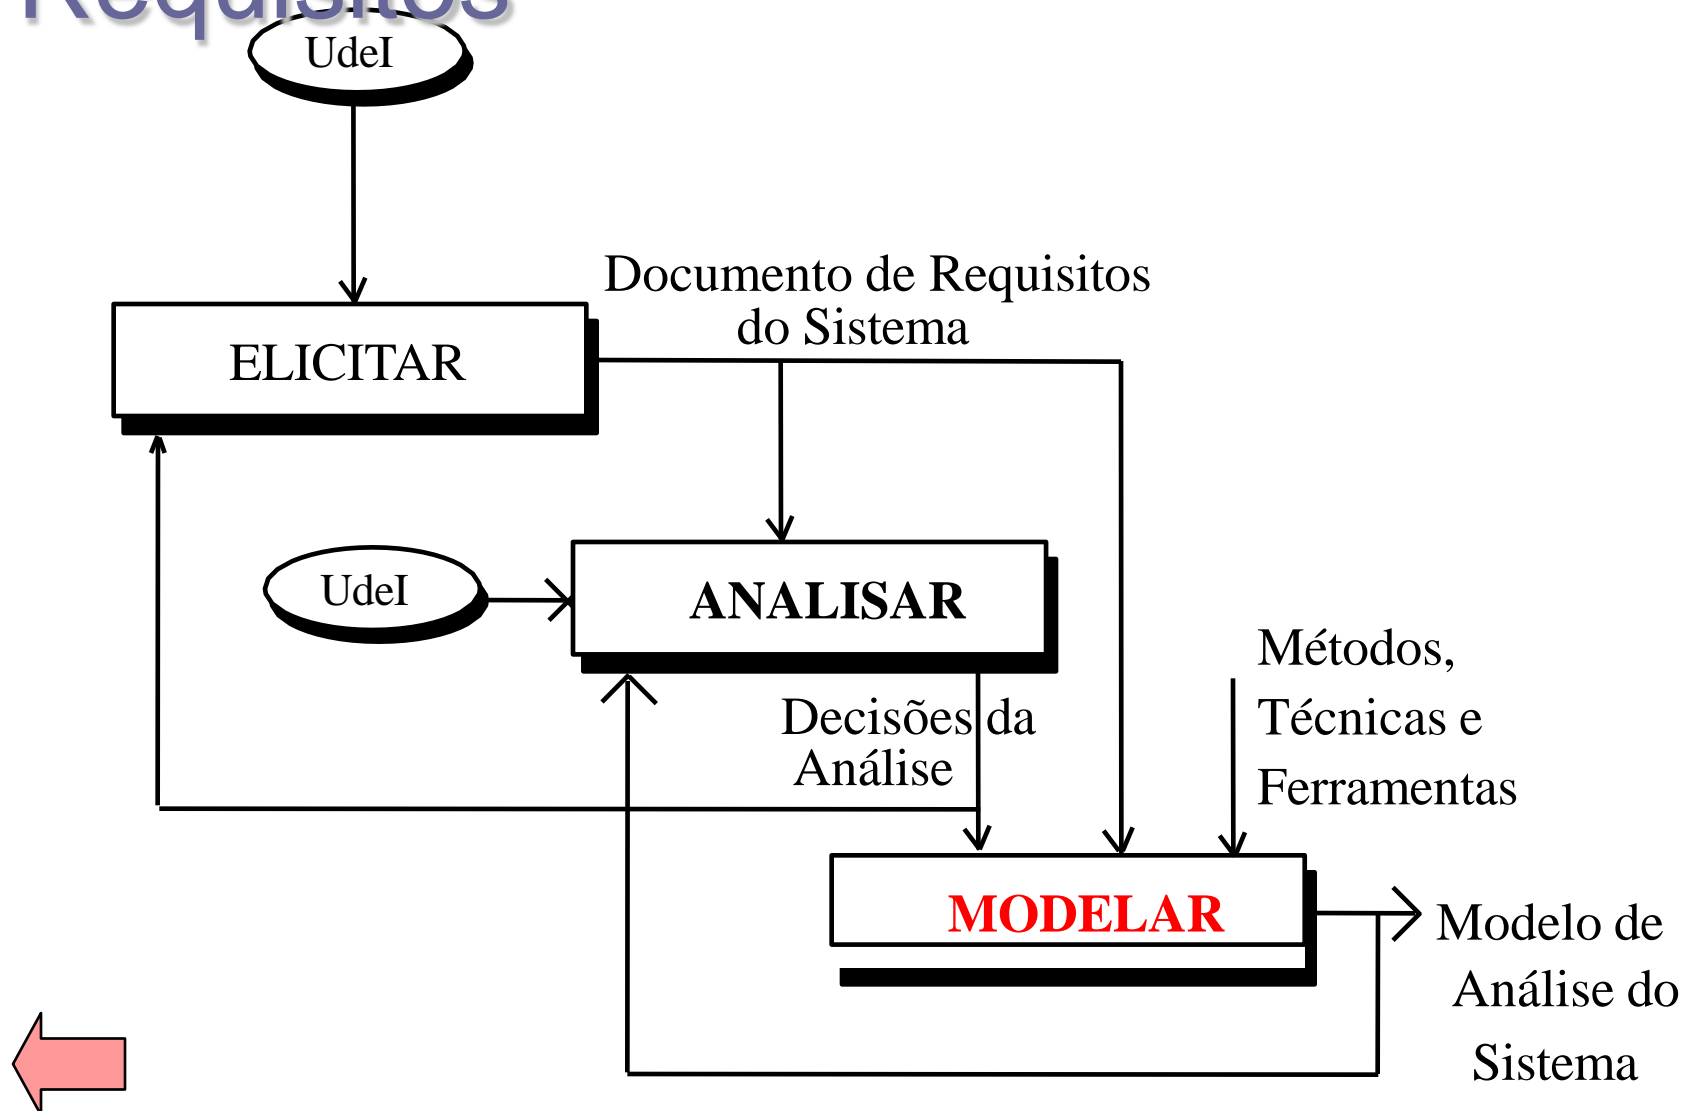 Requisitos
UdeI
Documento de Requisitos
do Sistema
ELICITAR
UdeI
ANALISAR
Métodos,
Técnicas e
Ferramentas
Decisões da
Análise
MODELAR
Modelo de
Análise do
Sistema